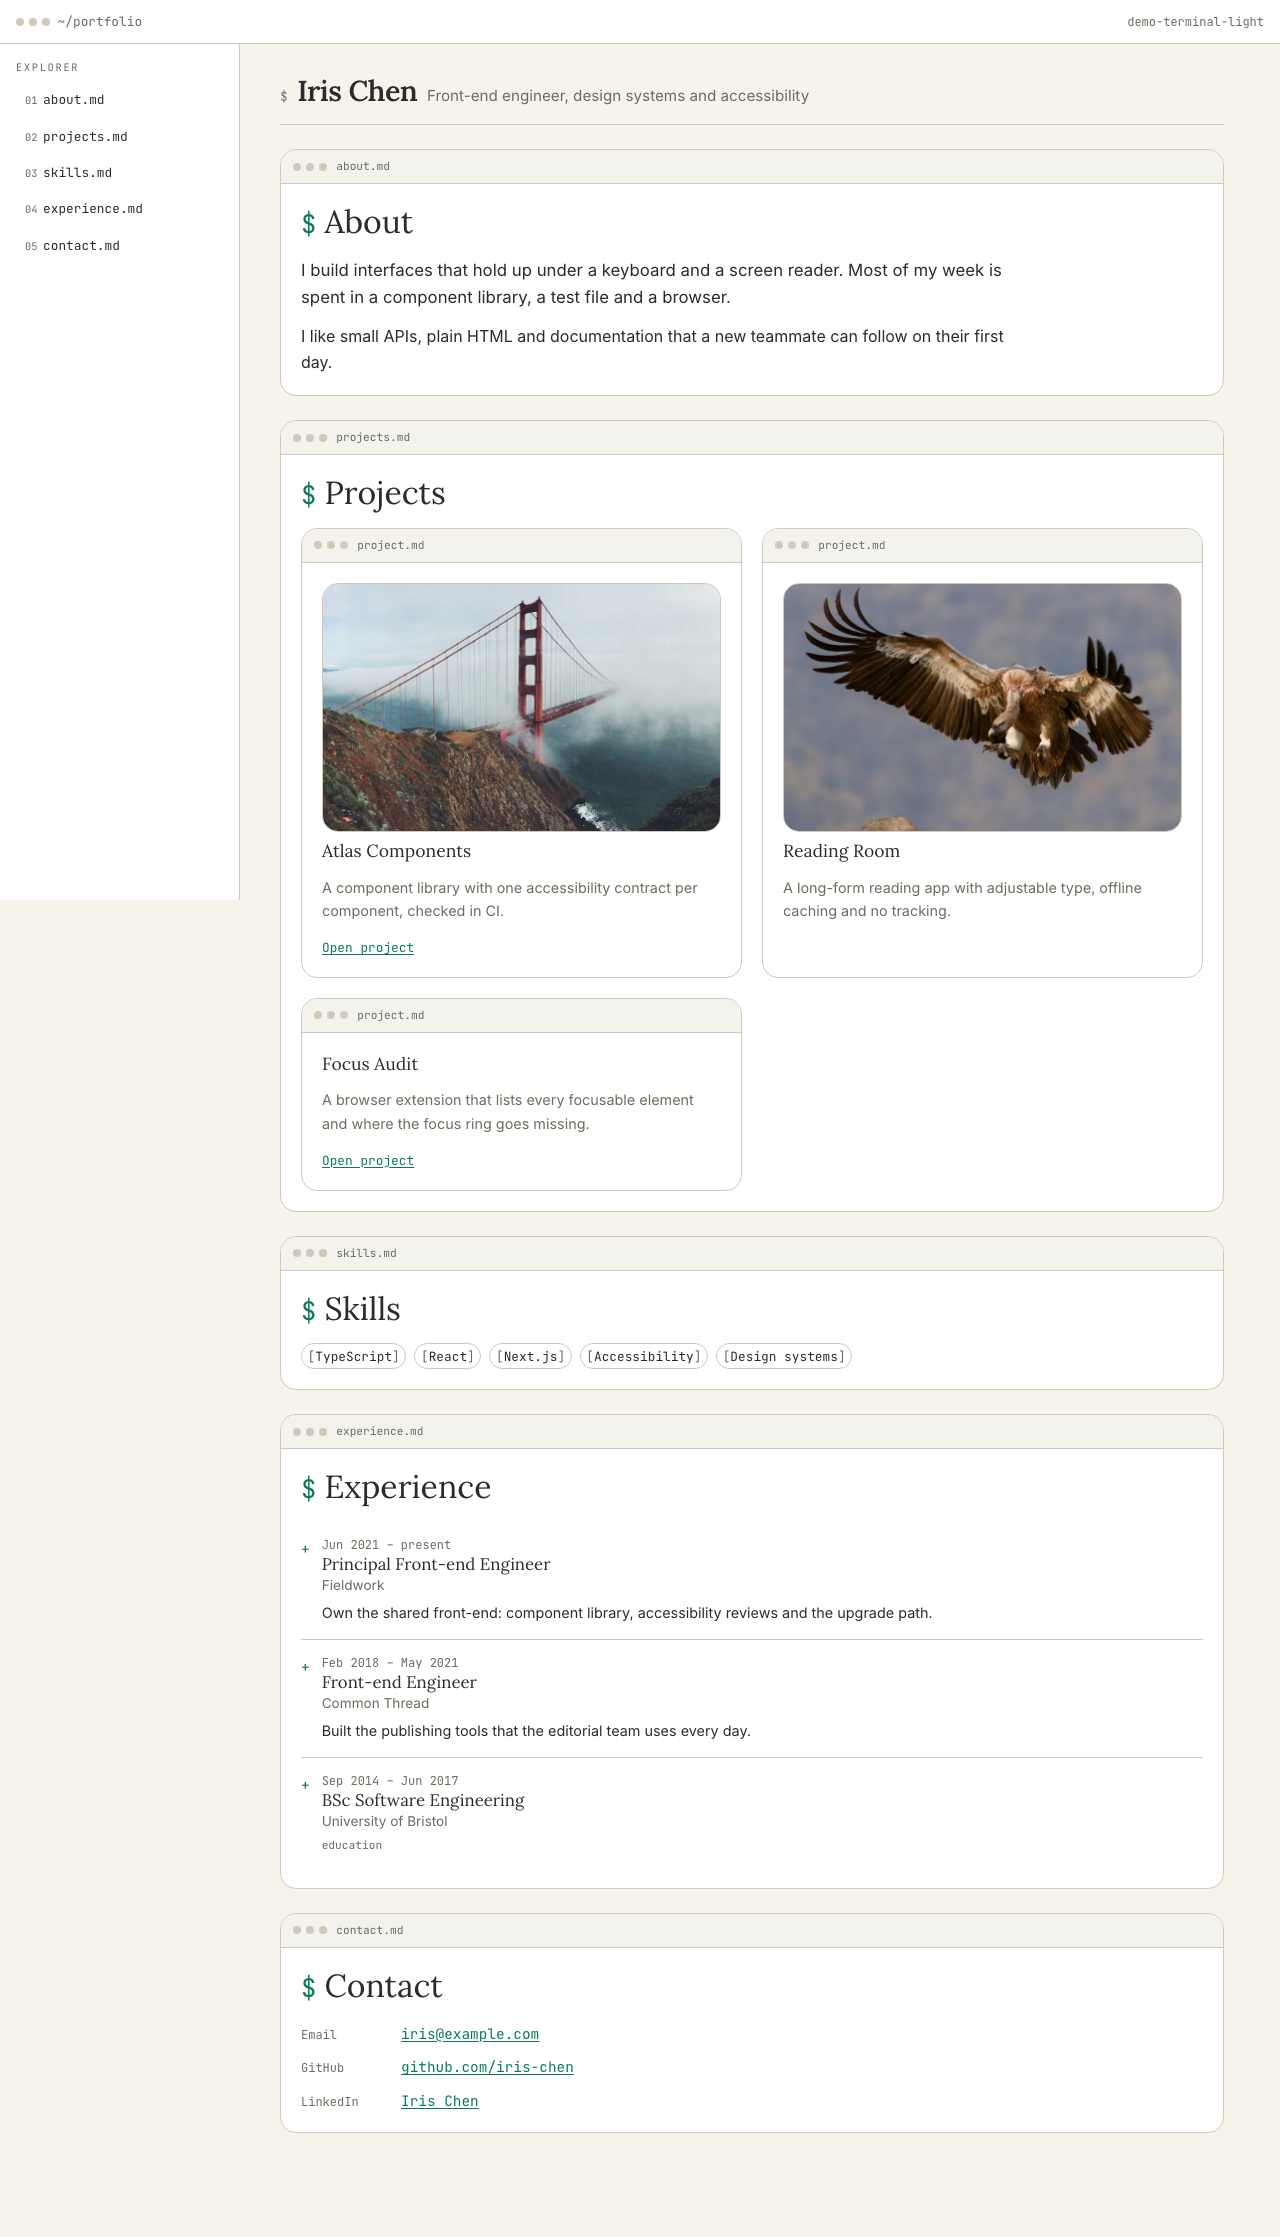 ~/portfolio
demo-terminal-light
EXPLORER
01 about.md
02 projects.md
03 skills.md
04 experience.md
05 contact.md
$ Iris Chen Front-end engineer, design systems and accessibility
about.md
$ About
I build interfaces that hold up under a keyboard and a screen reader. Most of my week is
spent in a component library, a test file and a browser.
I like small APIs, plain HTML and documentation that a new teammate can follow on their first
day.
projects.md
$ Projects
project.md
Atlas Components
A component library with one accessibility contract per
component, checked in CI.
Open project
project.md
Reading Room
A long-form reading app with adjustable type, offline
caching and no tracking.
project.md
Focus Audit
A browser extension that lists every focusable element
and where the focus ring goes missing.
Open project
skills.md
$ Skills
[TypeScript] [React] [Next.js] [Accessibility] [Design systems]
experience.md
$ Experience
+ Jun 2021 – present
Principal Front-end Engineer
Fieldwork
Own the shared front-end: component library, accessibility reviews and the upgrade path.
+ Feb 2018 – May 2021
Front-end Engineer
Common Thread
Built the publishing tools that the editorial team uses every day.
+ Sep 2014 – Jun 2017
BSc Software Engineering
University of Bristol
education
contact.md
$ Contact
Email iris@example.com
GitHub github.com/iris-chen
LinkedIn Iris Chen